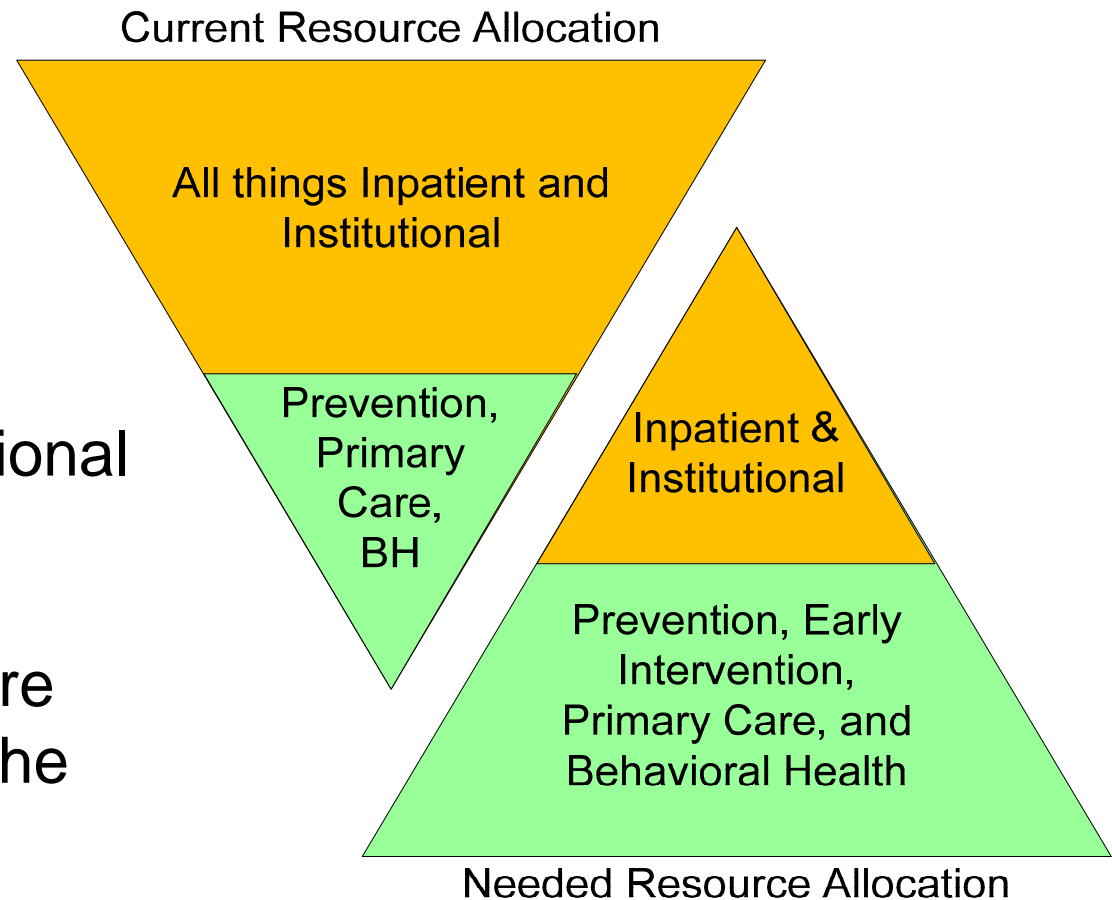 Current Resource Allocation
All things Inpatient and
Institutional
Prevention,
Primary
Care,
BH
Inpatient &
Institutional
Prevention, Early
Intervention,
Primary Care, and
Behavioral Health
Needed Resource Allocation
ional
re
he